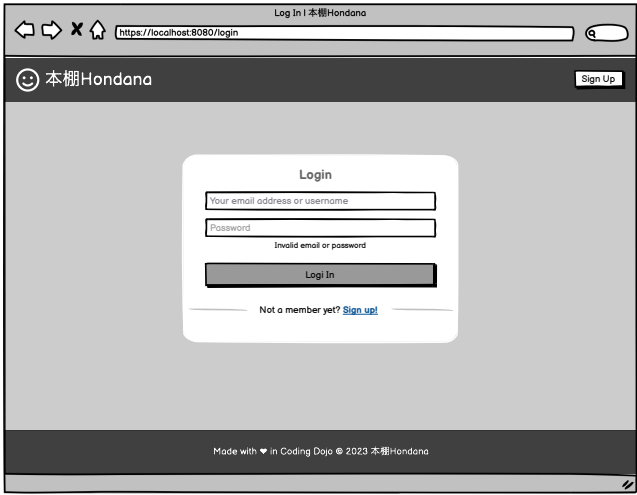 Log In | 本棚Hondana
https://localhost:8080/login
本棚Hondana
Sign Up
Login
Your email address or username
Password
Invalid email or password
Logi In
Not a member yet? Sign up!
Made with ❤ in Coding Dojo © 2023 本棚Hondana